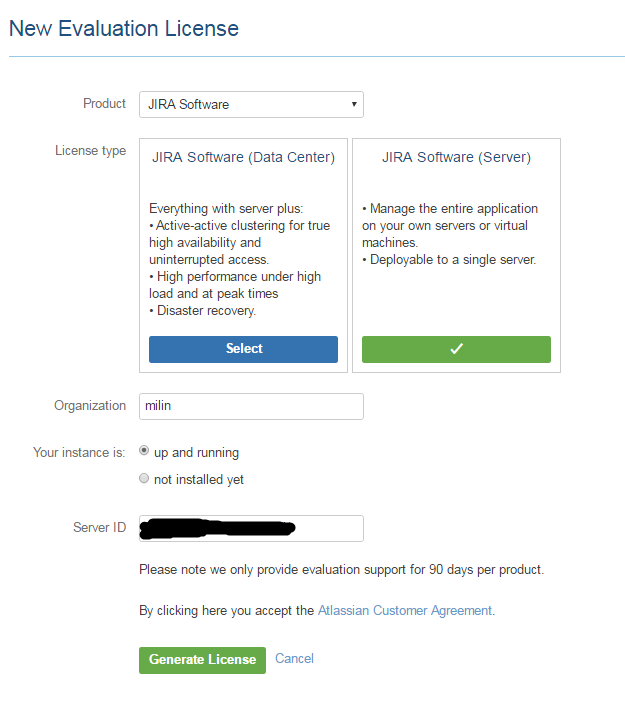 New Evaluation License
Product JIRA Software
License type
JIRA Software (Data Center)
Everything with server plus:
• Active-active clustering for true
high availability and
uninterrupted access.
• High performance under high
load and at peak times
• Disaster recovery.
Select
JIRA Software (Server)
• Manage the entire application
on your own servers or virtual
machines.
• Deployable to a single server.
Organization milin
Your instance is: up and running
not installed yet
Server ID
Please note we only provide evaluation support for 90 days per product.
By clicking here you accept the Atlassian Customer Agreement.
Generate License Cancel